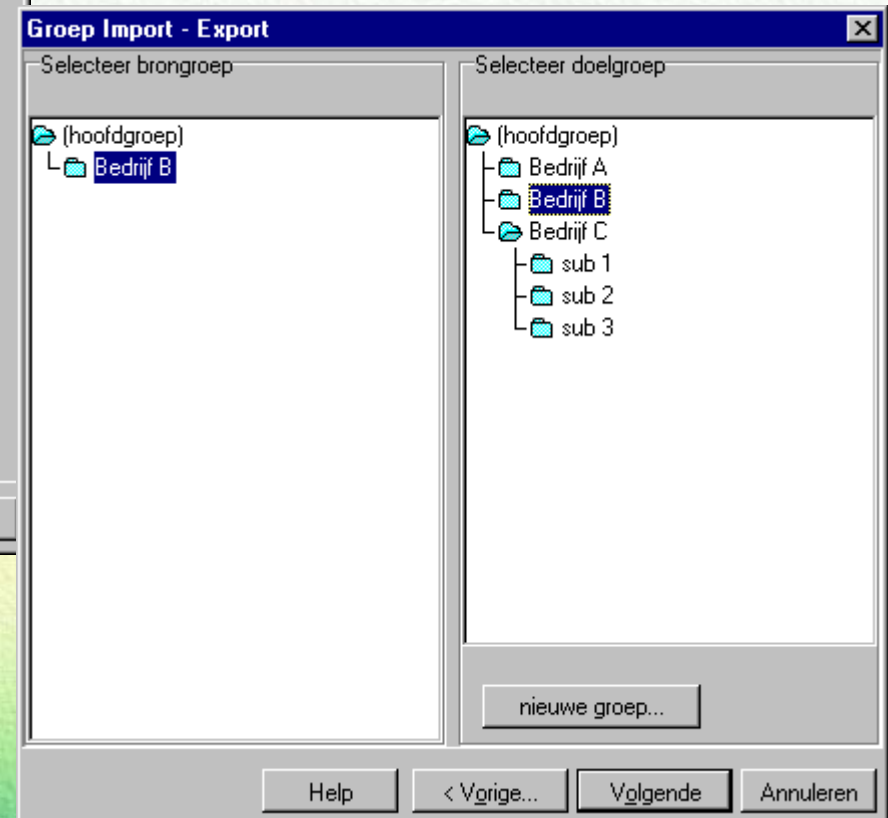 Groep Import - Export
Selecteer brongroep
(hoofdgroep)
Bedrijf B
Selecteer doelgroep
(hoofdgroep)
Bedrijf A
Bedrijf B
Bedrijf C
sub 1
sub 2
sub 3
nieuwe groep...
Help
< Vorige...
Volgende
Annuleren